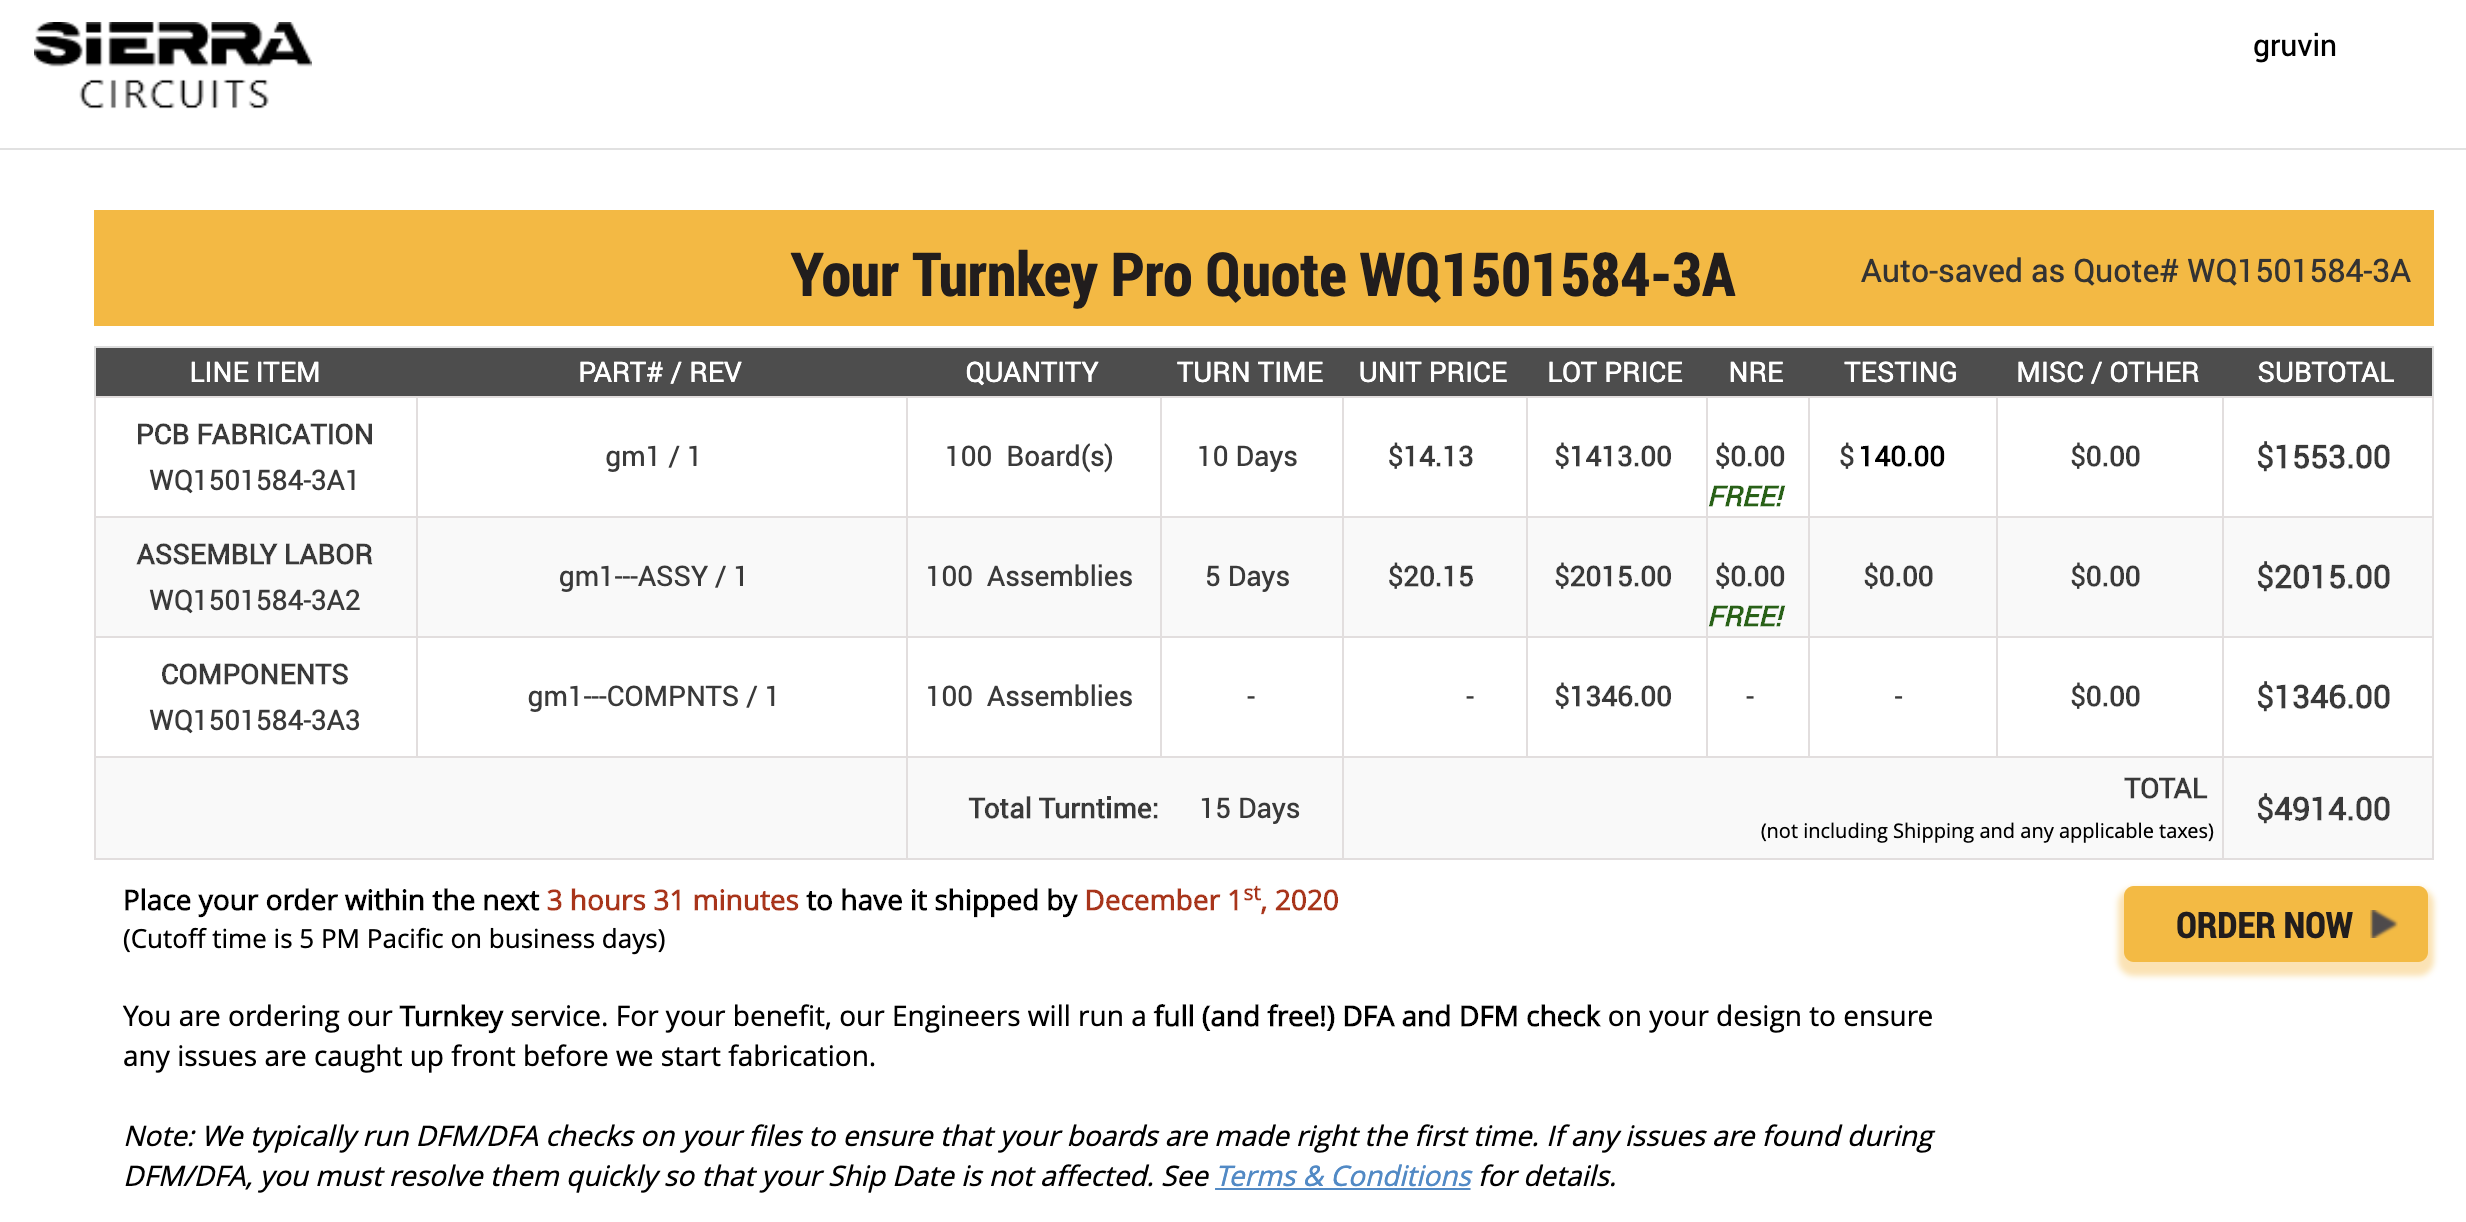 SiERRA
CIRCUITS
gruvin
Your Turnkey Pro Quote WQ1501584-3A
Auto-saved as Quote# WQ1501584-3A
LINE ITEM PART# / REV QUANTITY TURN TIME UNIT PRICE LOT PRICE NRE TESTING MISC / OTHER SUBTOTAL
PCB FABRICATION
WQ1501584-3A1
gm1 / 1 100 Board(s) 10 Days $14.13 $1413.00 $0.00 $ 140.00 $0.00 $1553.00
FREE!
ASSEMBLY LABOR
WQ1501584-3A2
gm1---ASSY / 1 100 Assemblies 5 Days $20.15 $2015.00 $0.00 $0.00 $0.00 $2015.00
FREE!
COMPONENTS
WQ1501584-3A3
gm1---COMPNTS / 1 100 Assemblies - - $1346.00 - - $0.00 $1346.00
Total Turntime: 15 Days
TOTAL
(not including Shipping and any applicable taxes)
$4914.00
Place your order within the next 3 hours 31 minutes to have it shipped by December 1st, 2020
(Cutoff time is 5 PM Pacific on business days)
ORDER NOW
You are ordering our Turnkey service. For your benefit, our Engineers will run a full (and free!) DFA and DFM check on your design to ensure
any issues are caught up front before we start fabrication.
Note: We typically run DFM/DFA checks on your files to ensure that your boards are made right the first time. If any issues are found during
DFM/DFA, you must resolve them quickly so that your Ship Date is not affected. See Terms & Conditions for details.